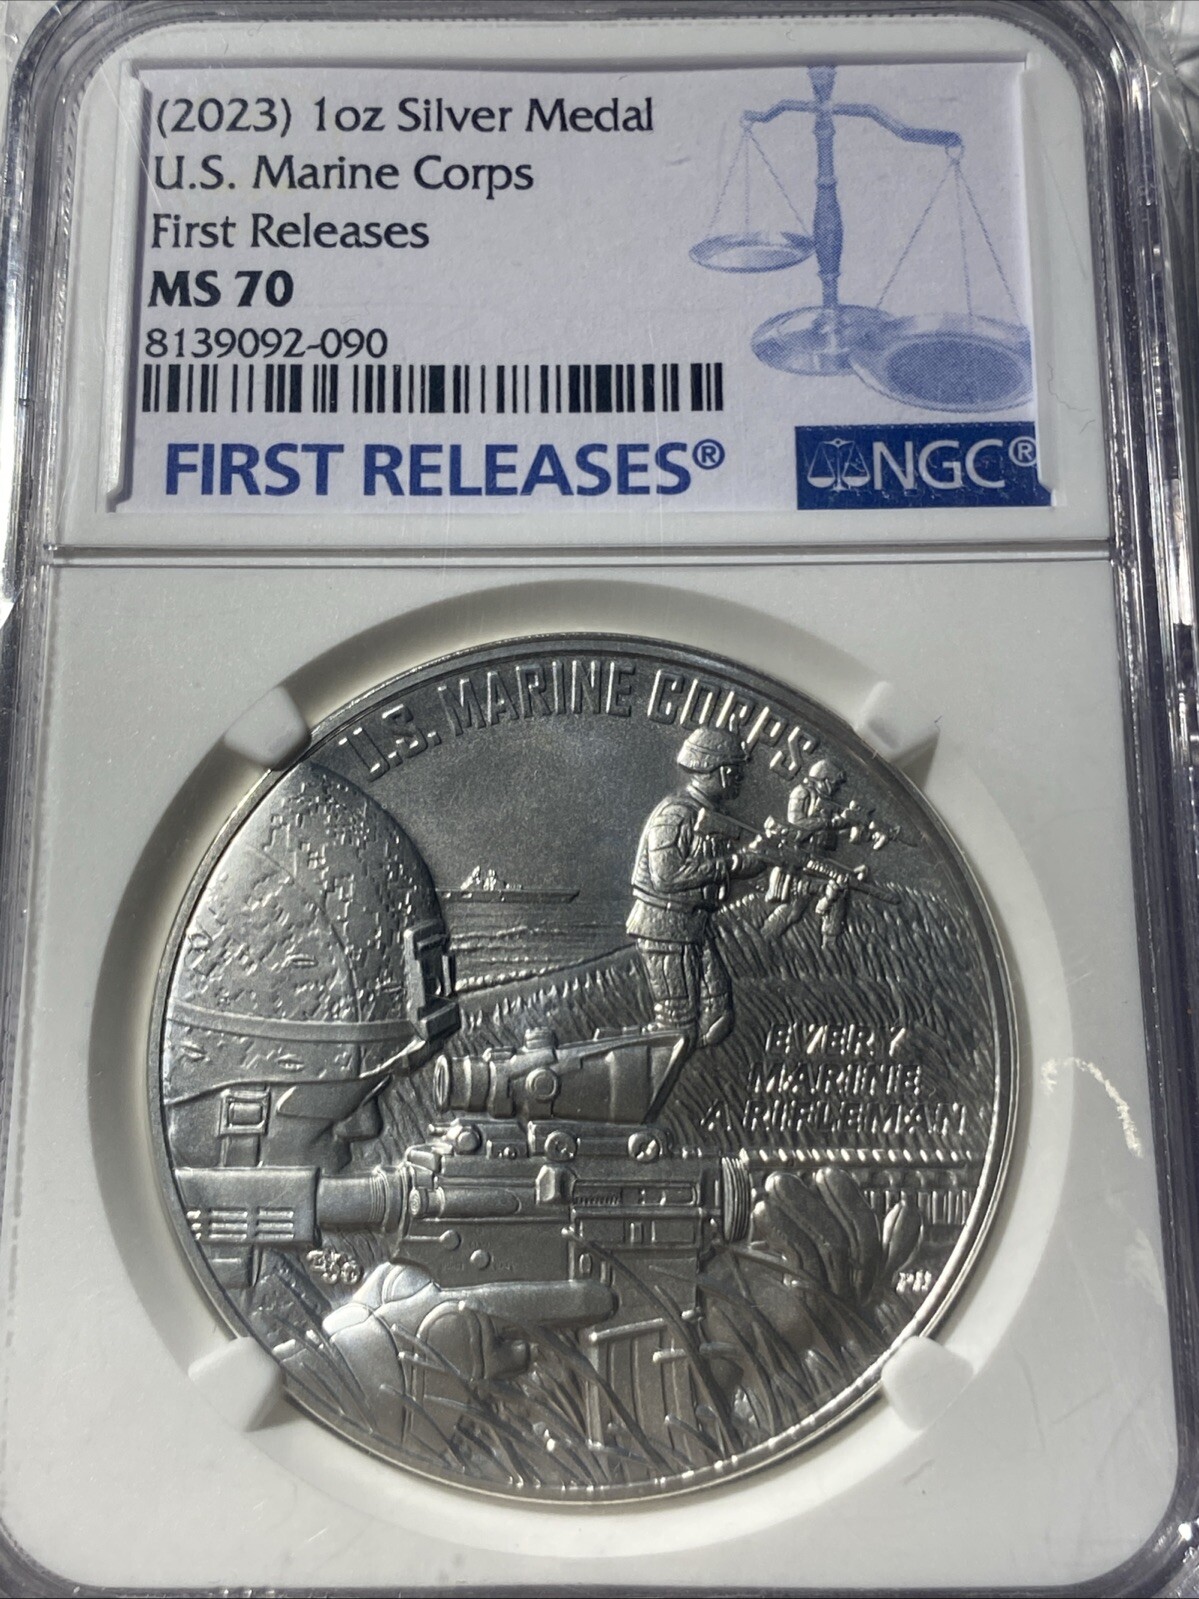 (2023) 1oz Silver Medal
U.S. Marine Corps
First Releases
MS 70
8139092-090
FIRST RELEASES®
NGC®
U.S. MARINE CORPS
EVERY
MARINE
A RIFLEMAN